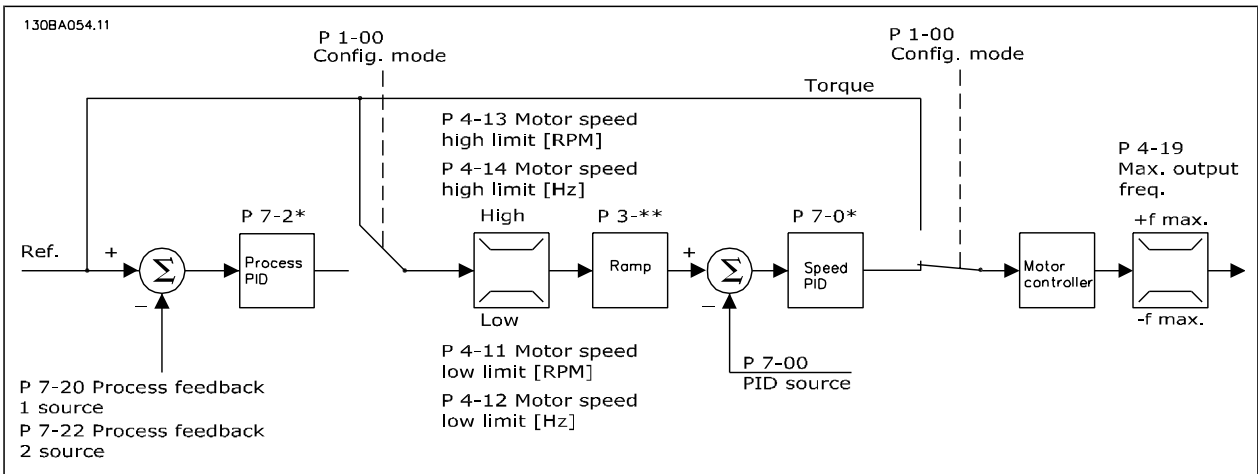 130BA054.11
P 1-00
Config. mode
P 1-00
Config. mode
Torque
P 4-13 Motor speed
high limit [RPM]
P 4-14 Motor speed
high limit [Hz]
P 4-19
Max. output
freq.
P 7-2*
High
P 3-**
P 7-0*
+f max.
Ref.
+
Σ
_
Process
PID
Ramp
+
Σ
_
Speed
PID
Motor
controller
Low
-f max.
P 4-11 Motor speed
low limit [RPM]
P 4-12 Motor speed
low limit [Hz]
P 7-00
PID source
P 7-20 Process feedback
1 source
P 7-22 Process feedback
2 source